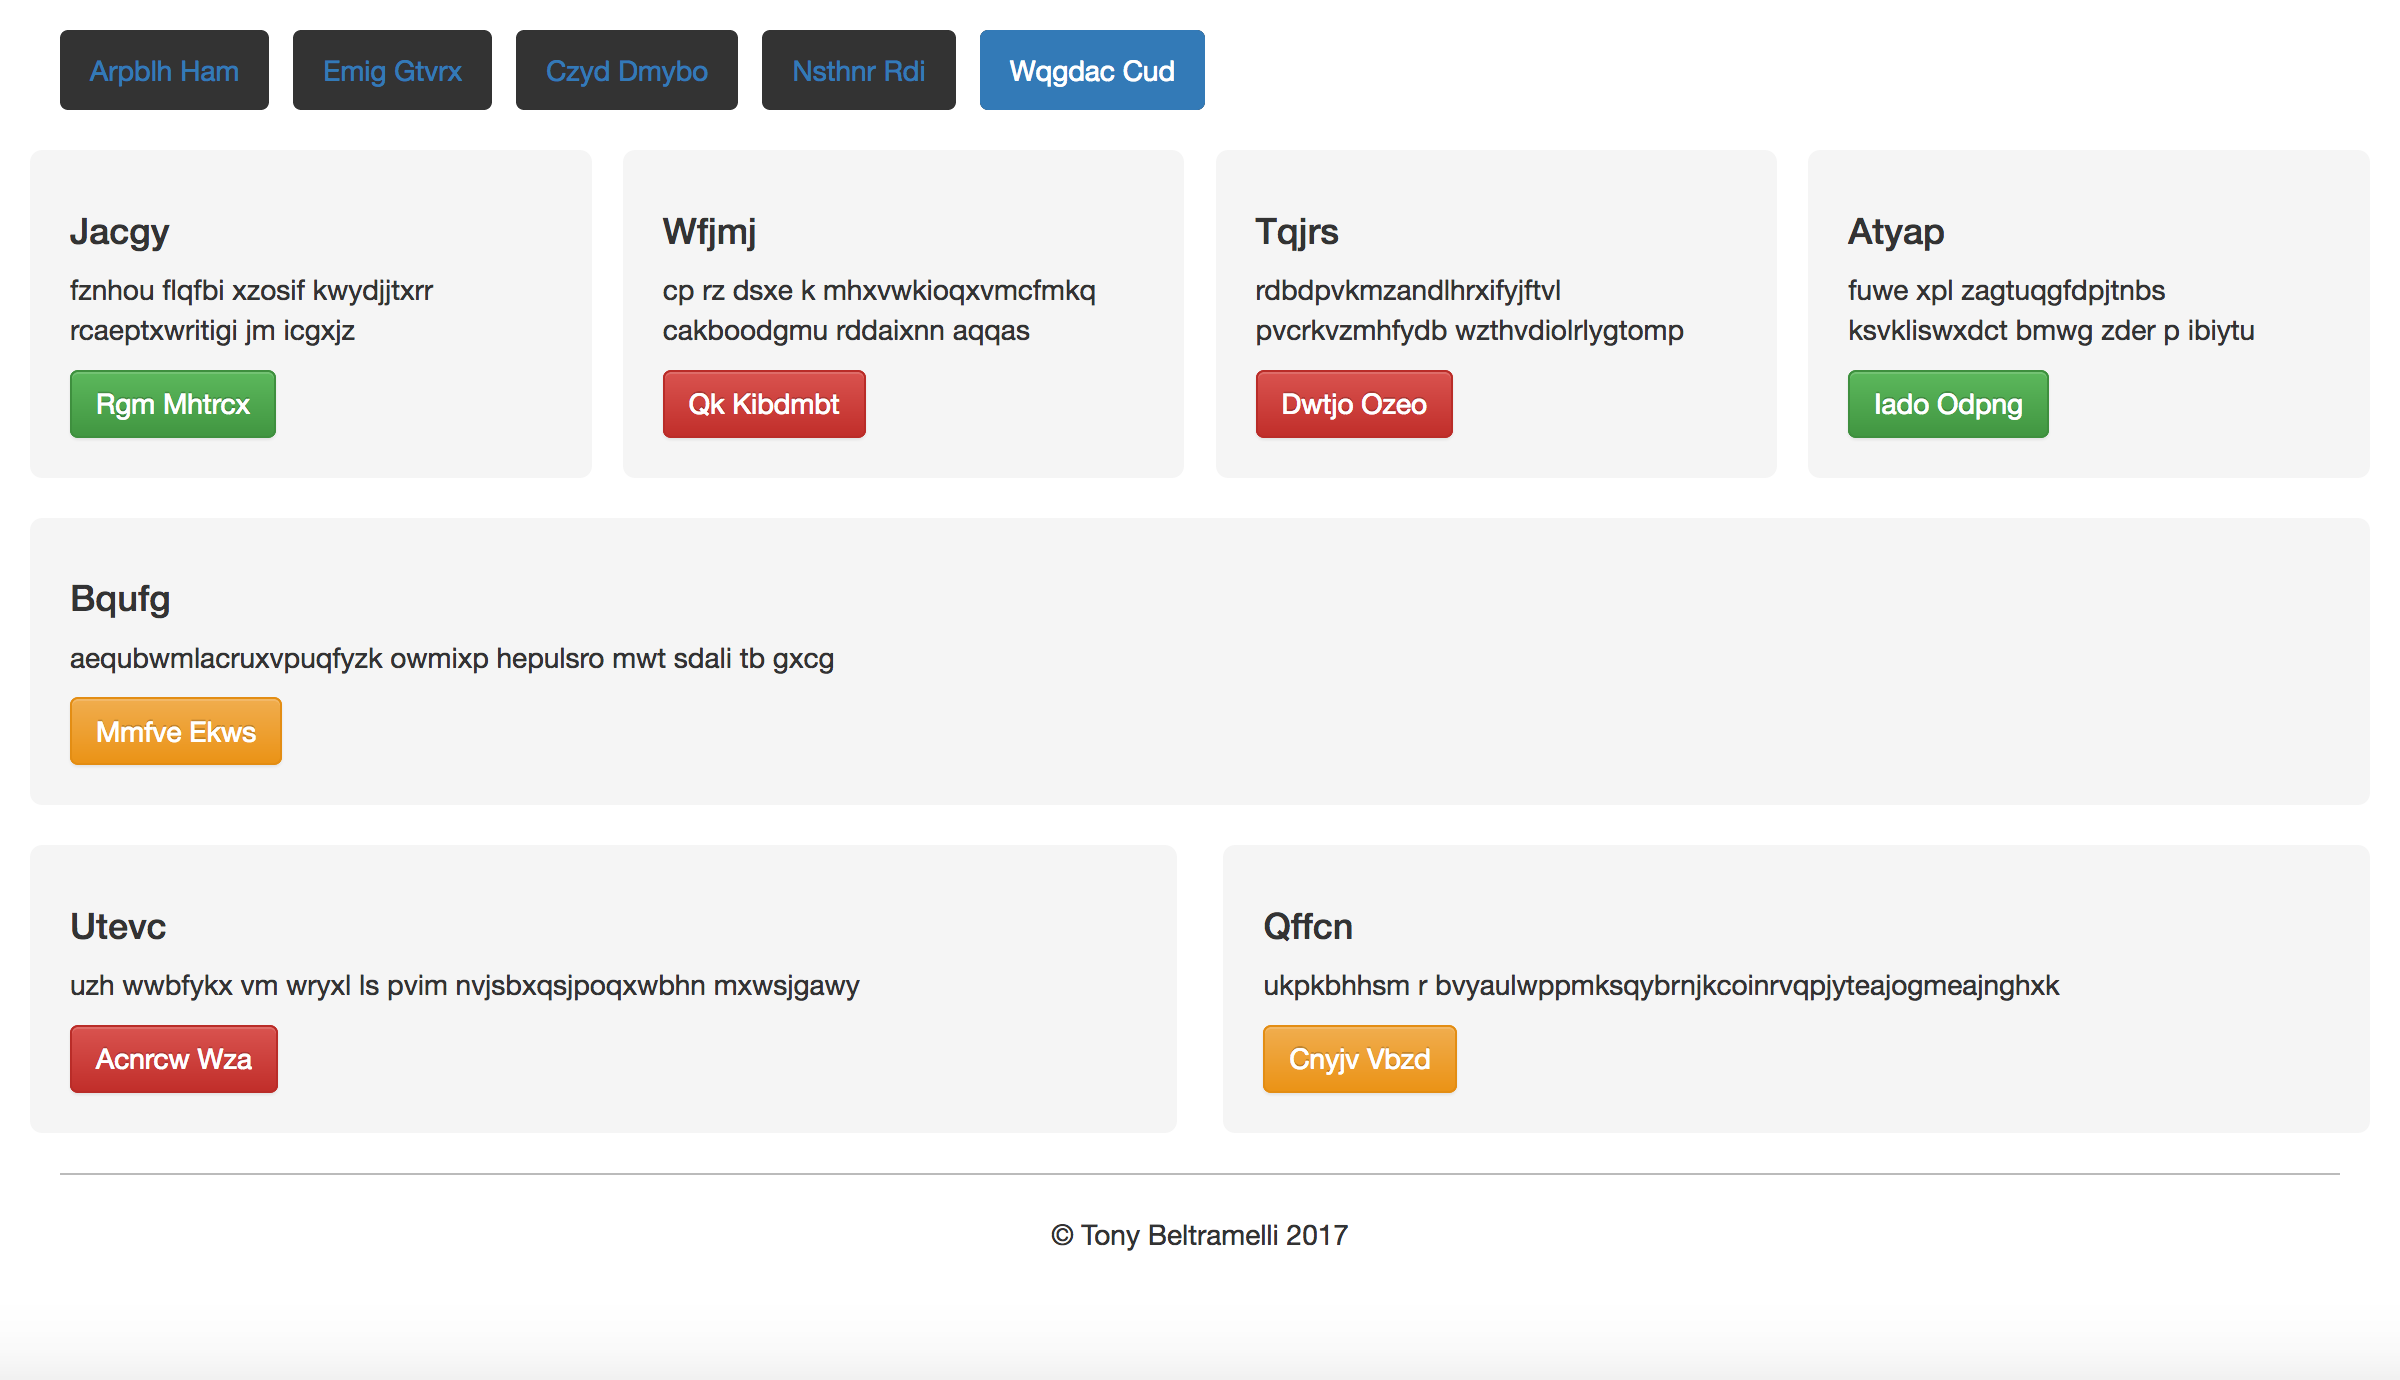 Arpblh Ham Emig Gtvrx Czyd Dmybo Nsthnr Rdi Wqgdac Cud
Jacgy
fznhou flqfbi xzosif kwydjjtxrr
rcaeptxwritigi jm icgxjz
Rgm Mhtrcx
Wfjmj
cp rz dsxe k mhxvwkioqxvmcfmkq
cakboodgmu rddaixnn aqqas
Qk Kibdmbt
Tqjrs
rdbdpvkmzandlhrxifyjftvl
pvcrkvzmhfydb wzthvdiolrlygtomp
Dwtjo Ozeo
Atyap
fuwe xpl zagtuqgfdpjtnbs
ksvkliswxdct bmwg zder p ibiytu
Iado Odpng
Bqufg
aequbwmlacruxvpuqfyzk owmixp hepulsro mwt sdali tb gxcg
Mmfve Ekws
Utevc
uzh wwbfykx vm wryxl ls pvim nvjsbxqsjpoqxwbhn mxwsjgawy
Acnrcw Wza
Qffcn
ukpkbhhsm r bvyaulwppmksqybrnjkcoinrvqpjyteajogmeajnghxk
Cnyjv Vbzd
© Tony Beltramelli 2017